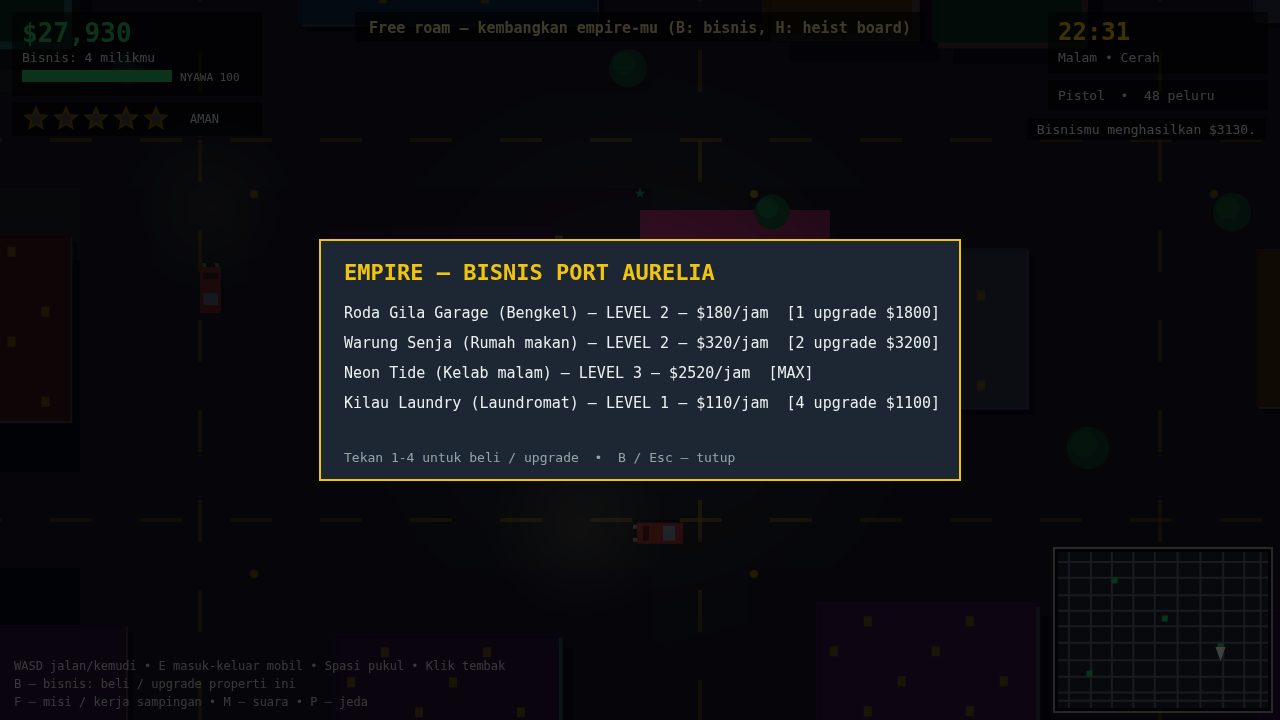 $27,930
Bisnis: 4 milikmu
NYAWA 100
AMAN
Free roam — kembangkan empire-mu (B: bisnis, H: heist board)
22:31
Malam • Cerah
Pistol • 48 peluru
Bisnismu menghasilkan $3130.
EMPIRE — BISNIS PORT AURELIA
Roda Gila Garage (Bengkel) — LEVEL 2 — $180/jam [1 upgrade $1800]
Warung Senja (Rumah makan) — LEVEL 2 — $320/jam [2 upgrade $3200]
Neon Tide (Kelab malam) — LEVEL 3 — $2520/jam [MAX]
Kilau Laundry (Laundromat) — LEVEL 1 — $110/jam [4 upgrade $1100]
Tekan 1-4 untuk beli / upgrade • B / Esc — tutup
WASD jalan/kemudi • E masuk-keluar mobil • Spasi pukul • Klik tembak
B — bisnis: beli / upgrade properti ini
F — misi / kerja sampingan • M — suara • P — jeda